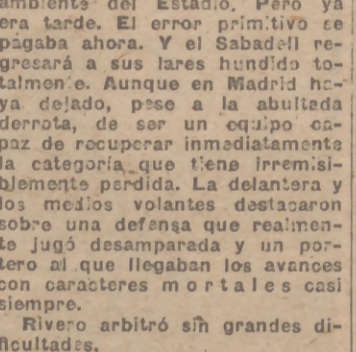 ambiente del Estadio. Pero ya
era tarde. El error primitivo se
pagaba ahora. Y el Sabadell re-
gresará a sus lares hundido to-
talmente. Aunque en Madrid ha-
ya dejado, pese a la abultada
derrota, de ser un equipo ca-
paz de recuperar inmediatamente
la categoría que tiene irremisi-
blemente perdida. La delantera y
los medios volantes destacaron
sobre una defensa que realmen-
te jugó desamparada y un por-
tero al que llegaban los avances
con caracteres mortales casi
siempre.
Rivero arbitró sin grandes di-
ficultades.